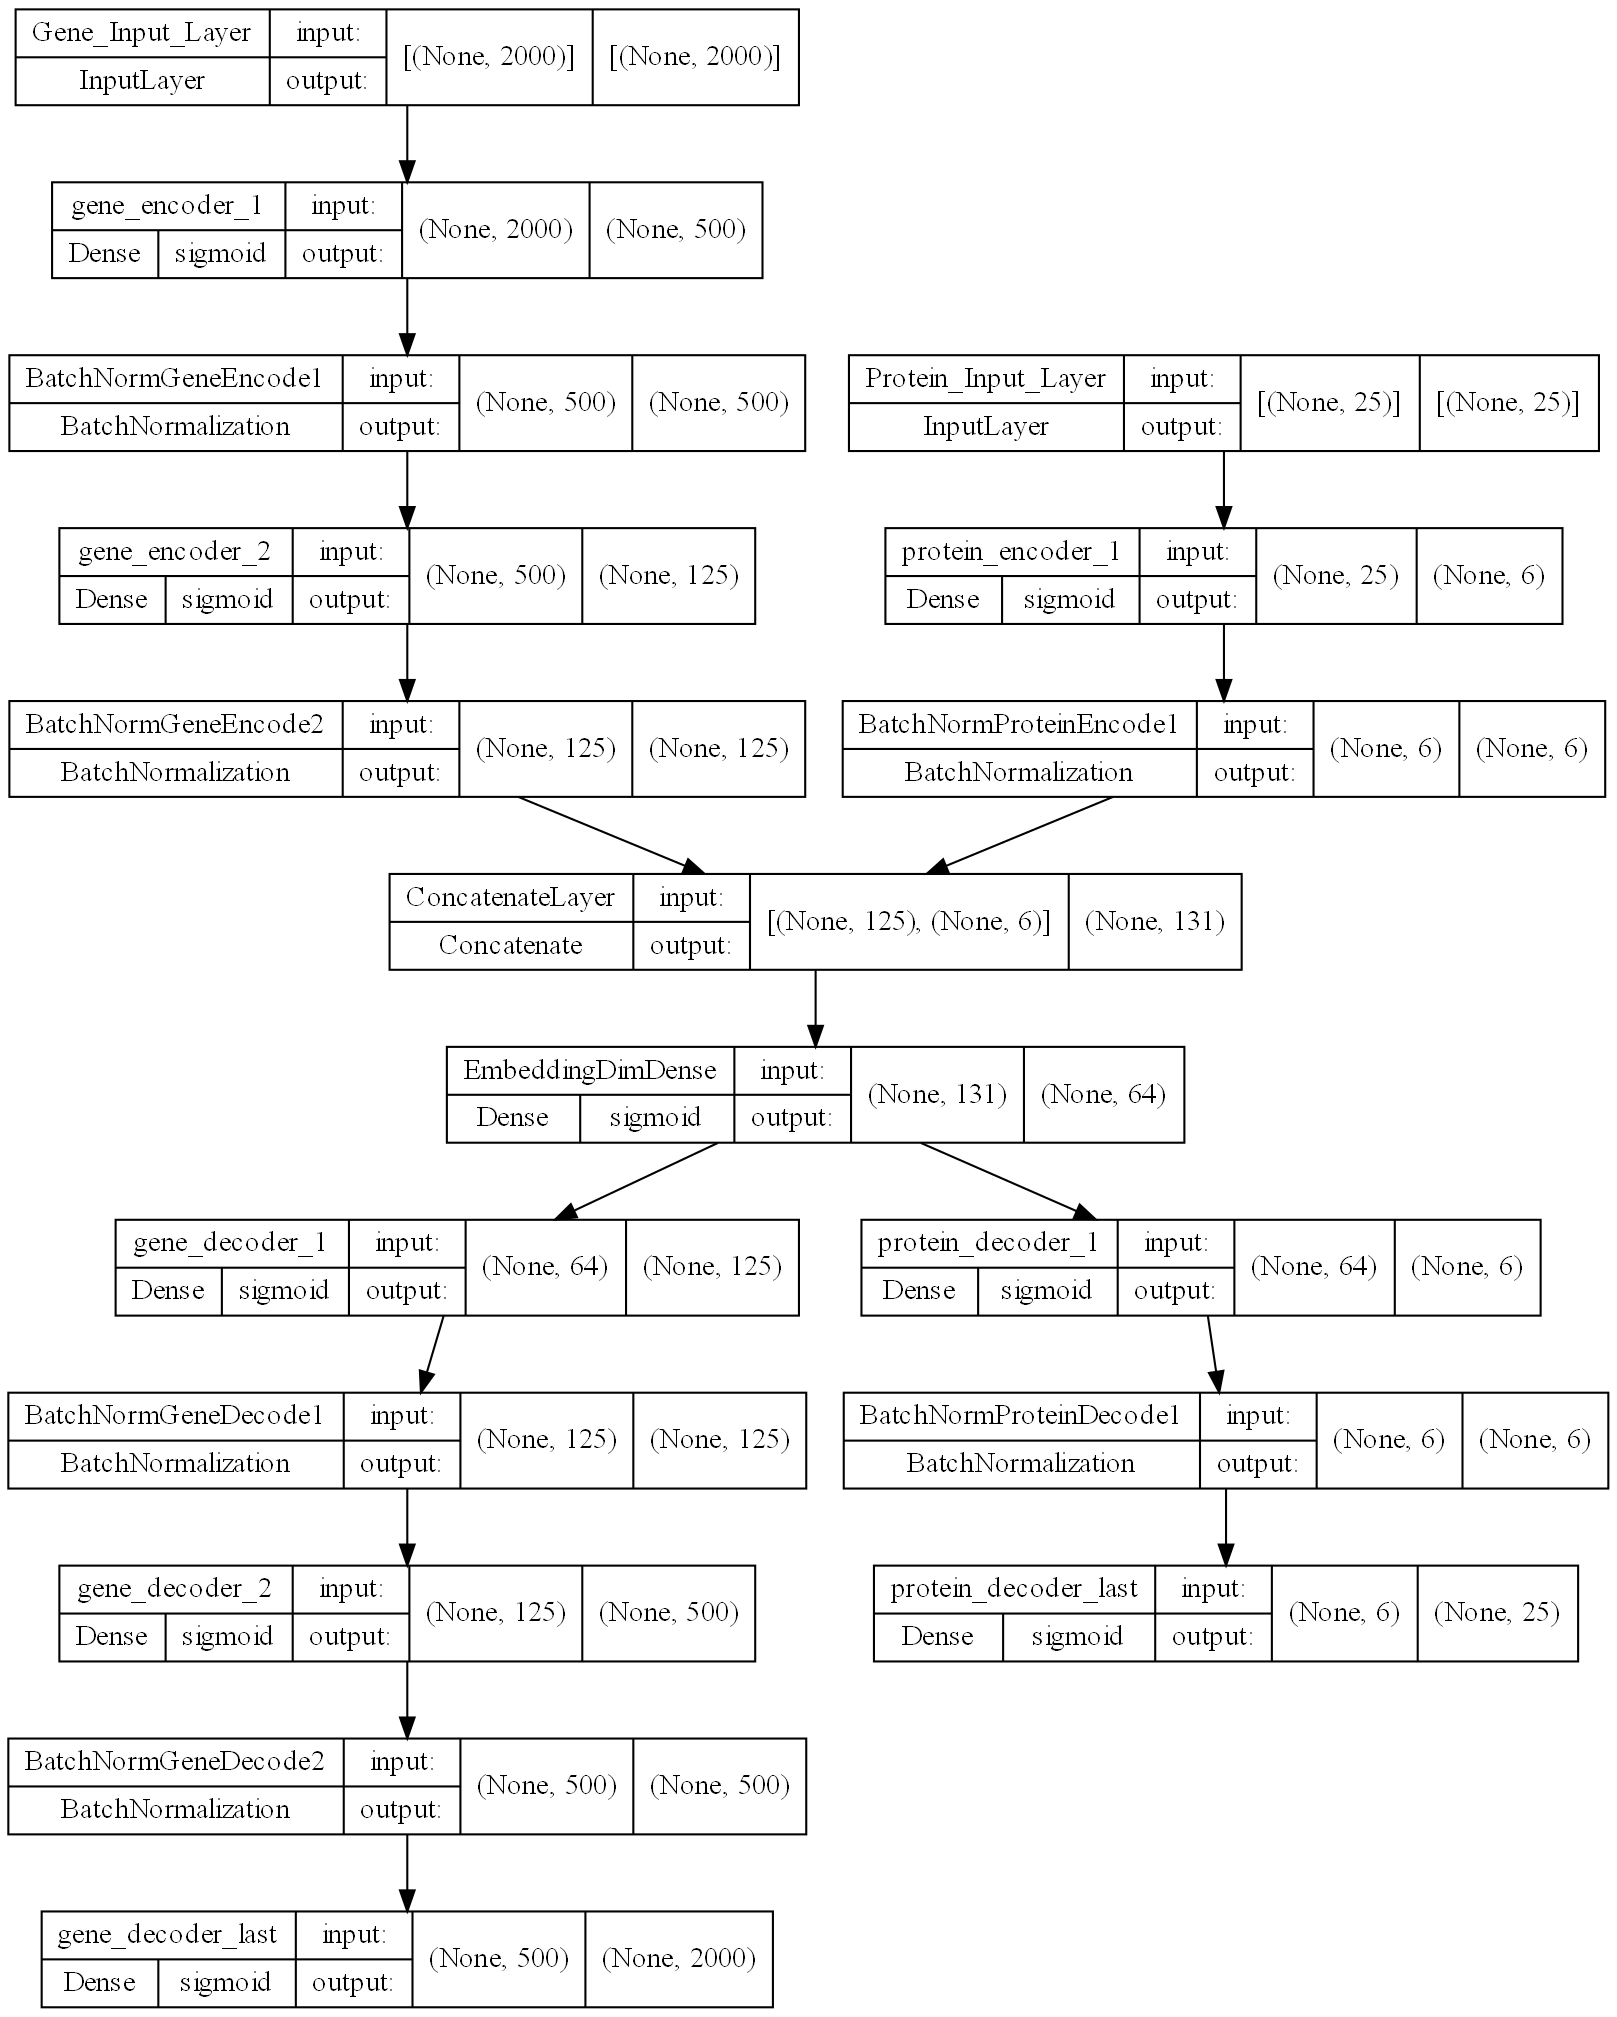 Gene_Input_Layer input: [(None, 2000)] [(None, 2000)]
InputLayer output:
gene_encoder_1 input: (None, 2000) (None, 500)
Dense sigmoid output:
BatchNormGeneEncode1 input: (None, 500) (None, 500)
BatchNormalization output:
Protein_Input_Layer input: [(None, 25)] [(None, 25)]
InputLayer output:
gene_encoder_2 input: (None, 500) (None, 125)
Dense sigmoid output:
protein_encoder_1 input: (None, 25) (None, 6)
Dense sigmoid output:
BatchNormGeneEncode2 input: (None, 125) (None, 125)
BatchNormalization output:
BatchNormProteinEncode1 input: (None, 6) (None, 6)
BatchNormalization output:
ConcatenateLayer input: [(None, 125), (None, 6)] (None, 131)
Concatenate output:
EmbeddingDimDense input: (None, 131) (None, 64)
Dense sigmoid output:
gene_decoder_1 input: (None, 64) (None, 125)
Dense sigmoid output:
protein_decoder_1 input: (None, 64) (None, 6)
Dense sigmoid output:
BatchNormGeneDecode1 input: (None, 125) (None, 125)
BatchNormalization output:
BatchNormProteinDecode1 input: (None, 6) (None, 6)
BatchNormalization output:
gene_decoder_2 input: (None, 125) (None, 500)
Dense sigmoid output:
protein_decoder_last input: (None, 6) (None, 25)
Dense sigmoid output:
BatchNormGeneDecode2 input: (None, 500) (None, 500)
BatchNormalization output:
gene_decoder_last input: (None, 500) (None, 2000)
Dense sigmoid output: